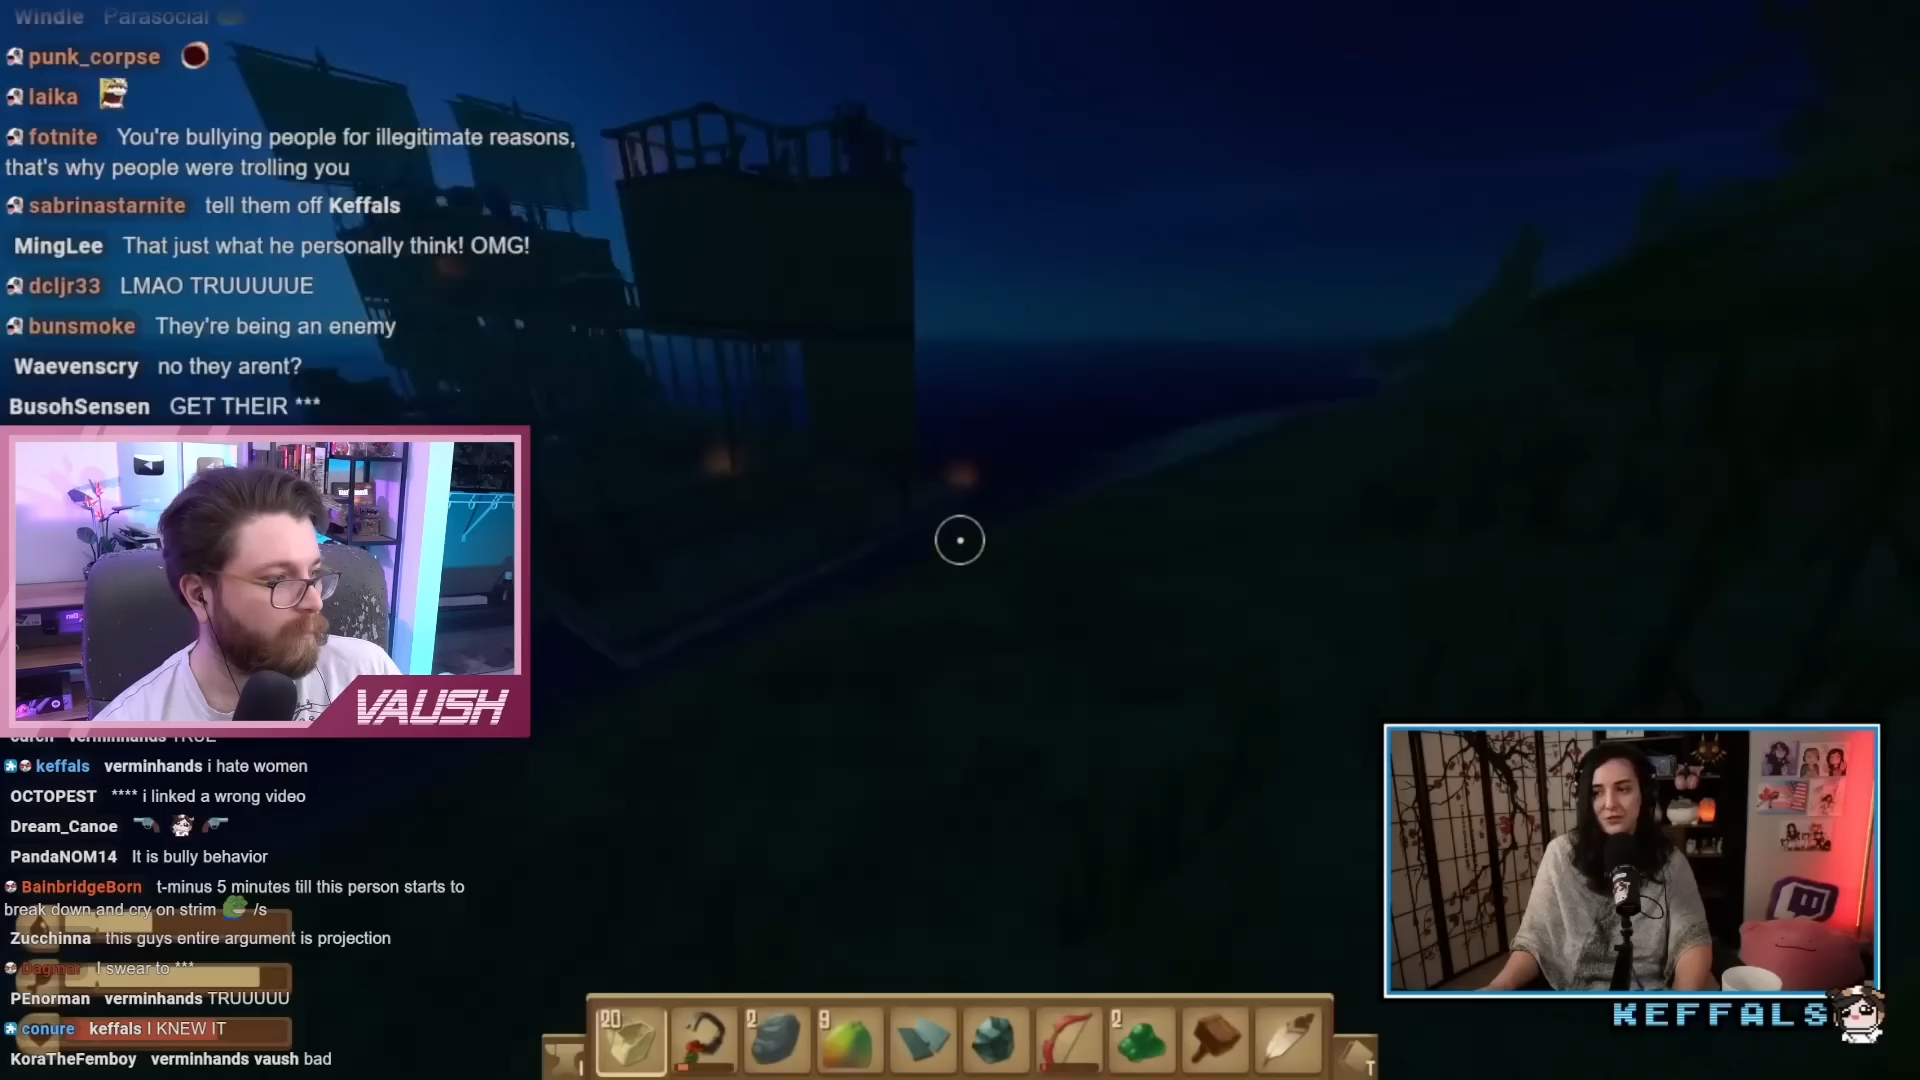 Windle Parasocial
punk_corpse
laika
fotnite You're bullying people for illegitimate reasons,
that's why people were trolling you
sabrinastarnite tell them off Keffals
MingLee That just what he personally think! OMG!
dcljr33 LMAO TRUUUUUE
bunsmoke They're being an enemy
Waevenscry no they arent?
BusohSensen GET THEIR ***
VAUSH
verminhands TRUE
keffals verminhands i hate women
OCTOPEST **** i linked a wrong video
Dream_Canoe
PandaNOM14 It is bully behavior
BainbridgeBorn t-minus 5 minutes till this person starts to
break down and cry on strim /s
Zucchinna this guys entire argument is projection
Dagmar I swear to ***
PEnorman verminhands TRUUUUU
conure keffals I KNEW IT
KoraTheFemboy verminhands vaush bad
KEFFALS
20
2
9
2
I
T